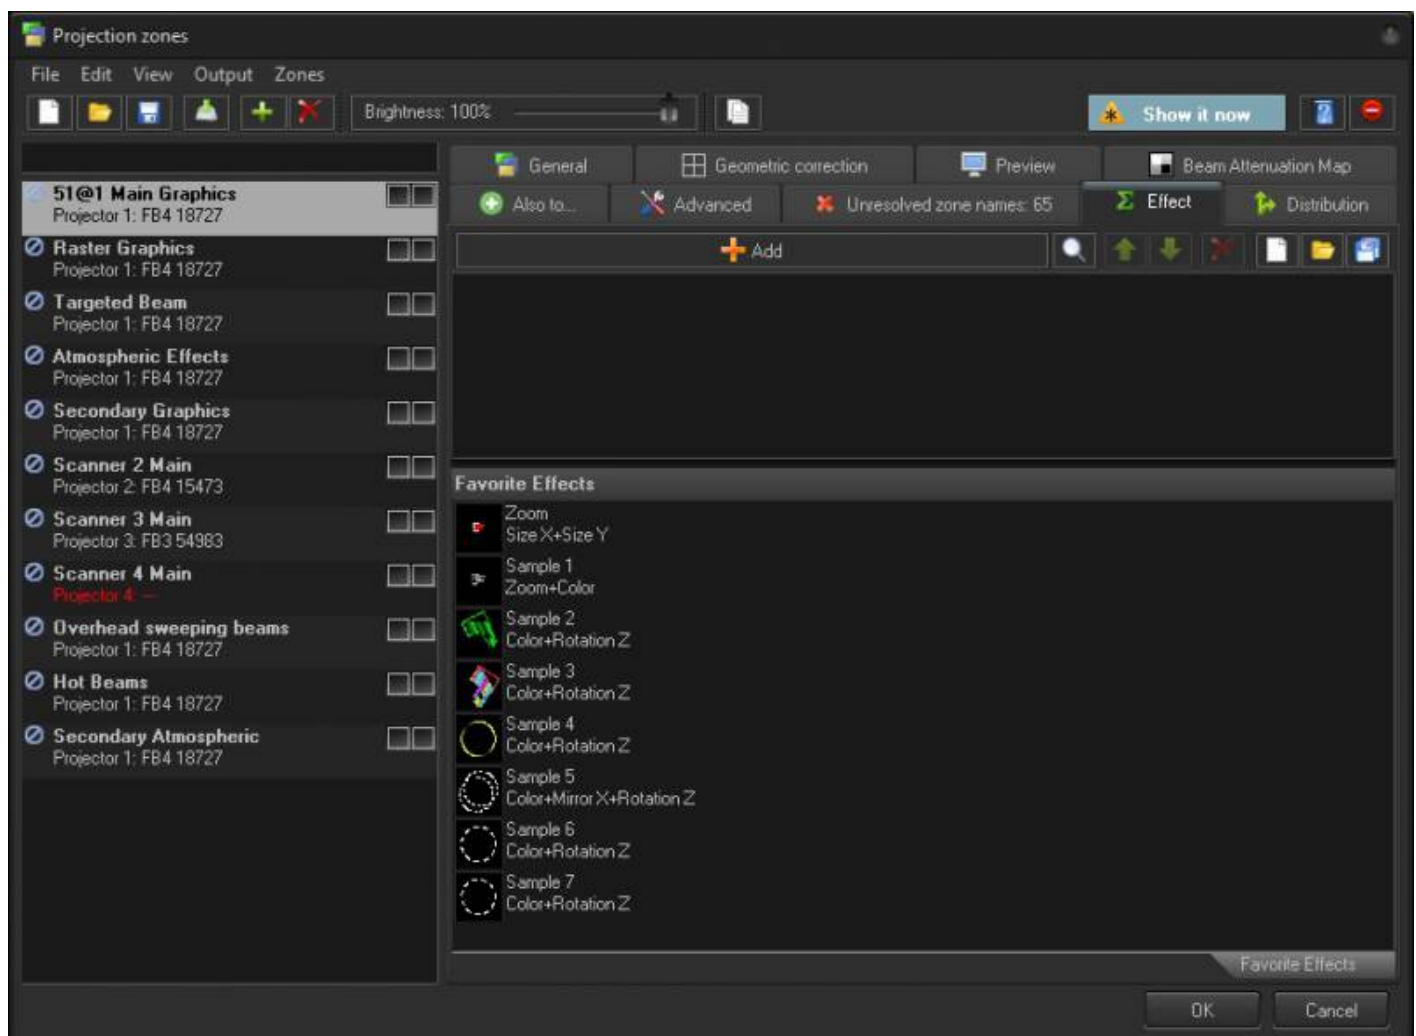 Projection zones
File Edit View Output Zones
Brightness: 100%
Show it now
General
Geometric correction
Preview
Beam Attenuation Map
Also to...
Advanced
Unresolved zone names: 65
Effect
Distribution
Add
51@1 Main Graphics
Projector 1: FB4 18727
Raster Graphics
Projector 1: FB4 18727
Targeted Beam
Projector 1: FB4 18727
Atmospheric Effects
Projector 1: FB4 18727
Secondary Graphics
Projector 1: FB4 18727
Scanner 2 Main
Projector 2: FB4 15473
Scanner 3 Main
Projector 3: FB3 54983
Scanner 4 Main
Projector 4: --
Overhead sweeping beams
Projector 1: FB4 18727
Hot Beams
Projector 1: FB4 18727
Secondary Atmospheric
Projector 1: FB4 18727
Favorite Effects
Zoom
Size X+Size Y
Sample 1
Zoom+Color
Sample 2
Color+Rotation Z
Sample 3
Color+Rotation Z
Sample 4
Color+Rotation Z
Sample 5
Color+Mirror X+Rotation Z
Sample 6
Color+Rotation Z
Sample 7
Color+Rotation Z
Favorite Effects
OK
Cancel